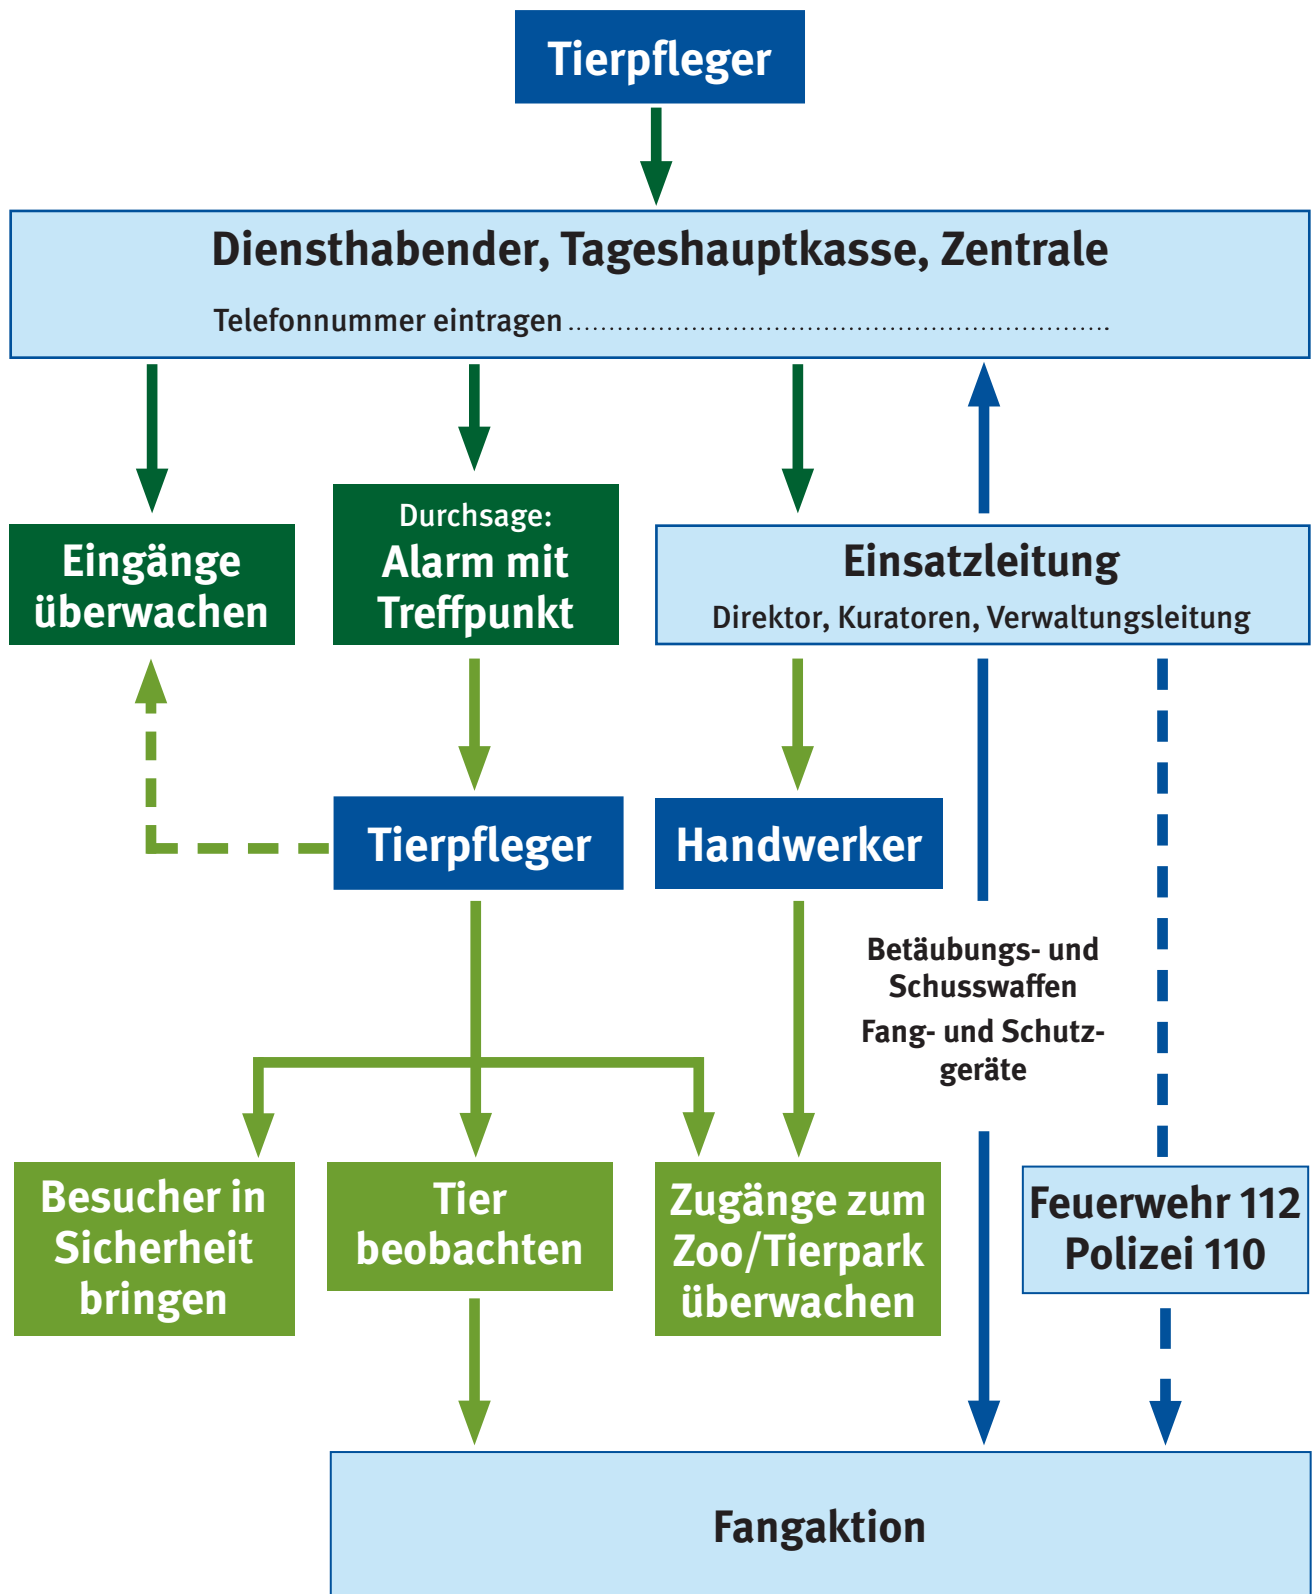 Tierpfleger
Diensthabender, Tageshauptkasse, Zentrale
Telefonnummer eintragen ..............................................................
Eingänge
überwachen
Durchsage:
Alarm mit
Treffpunkt
Einsatzleitung
Direktor, Kuratoren, Verwaltungsleitung
Tierpfleger
Handwerker
Betäubungs- und
Schusswaffen
Fang- und Schutz-
geräte
Besucher in
Sicherheit
bringen
Tier
beobachten
Zugänge zum
Zoo/Tierpark
überwachen
Feuerwehr 112
Polizei 110
Fangaktion